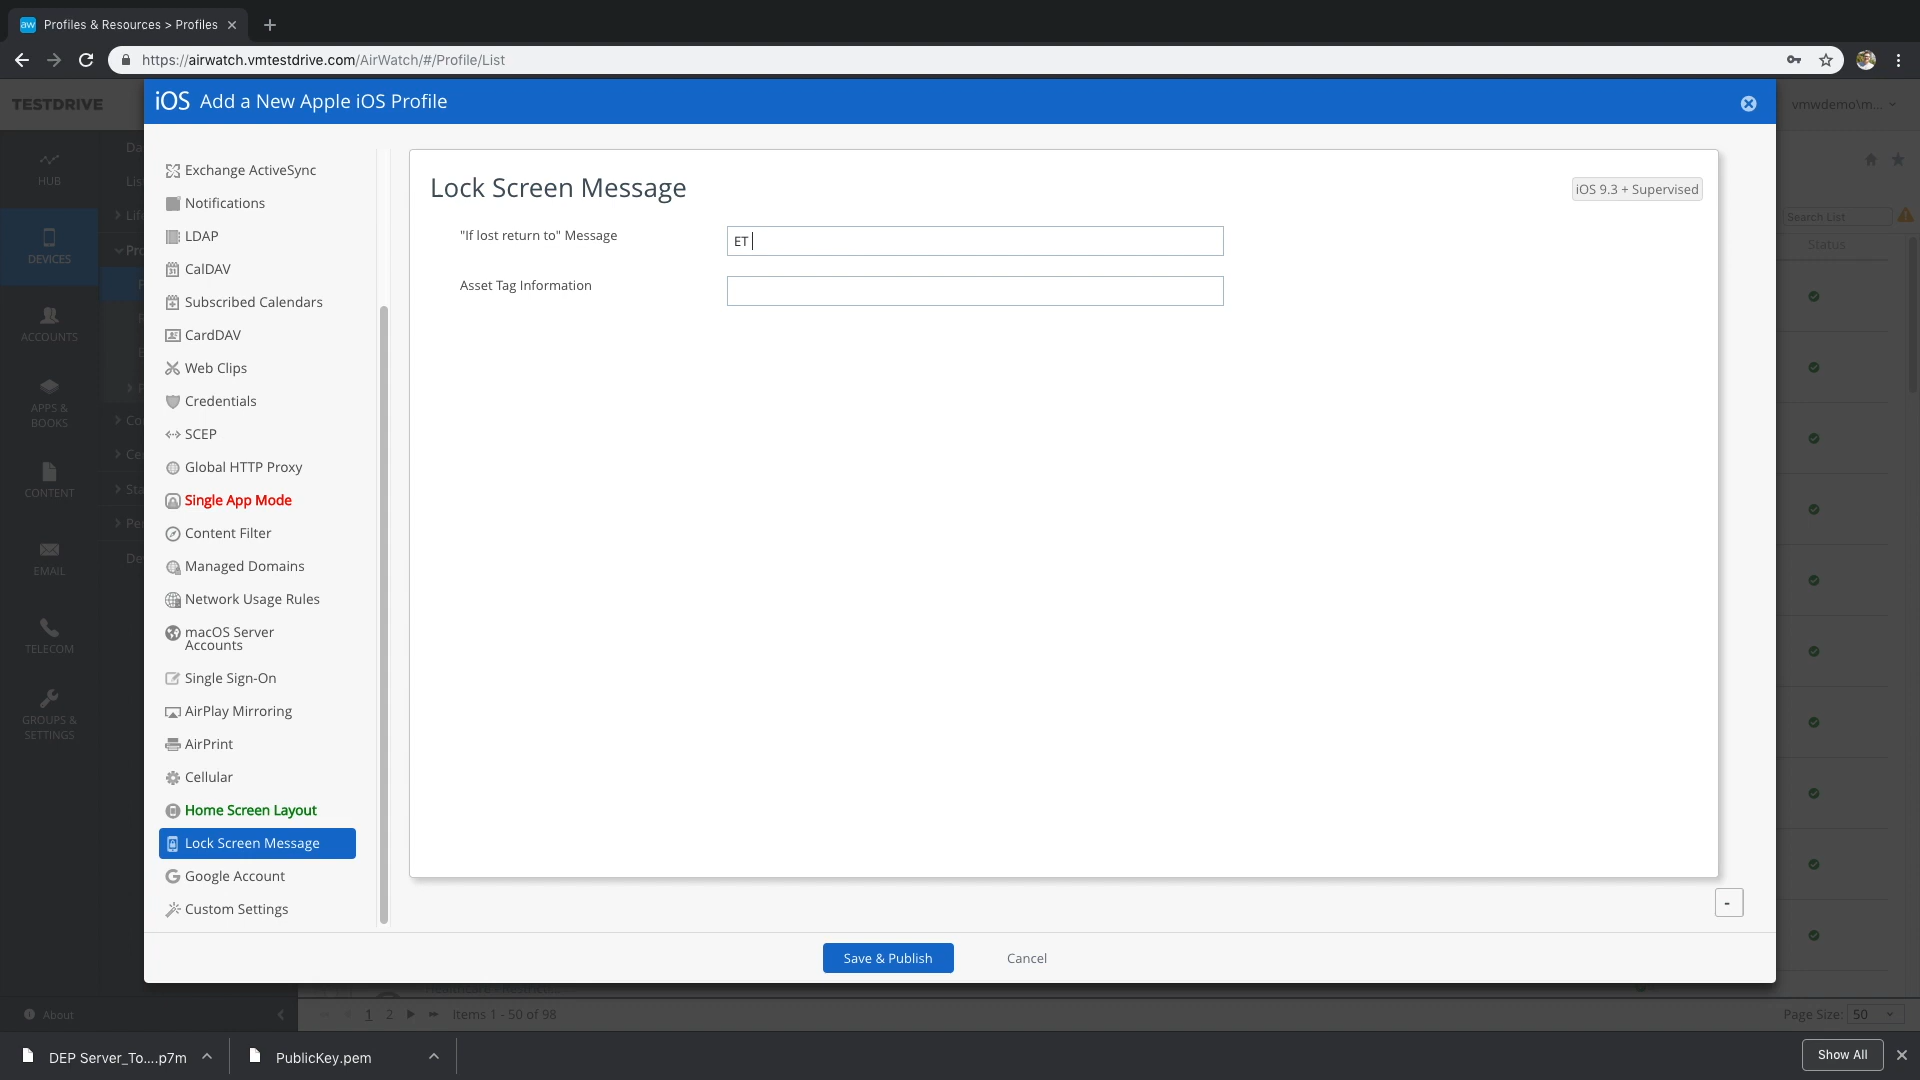 aw Profiles & Resources > Profiles
https://airwatch.vmtestdrive.com/AirWatch/#/Profile/List
TESTDRIVE
iOS Add a New Apple iOS Profile
vmwdemo\m...
HUB
DEVICES
ACCOUNTS
APPS &
BOOKS
CONTENT
EMAIL
TELECOM
GROUPS &
SETTINGS
Exchange ActiveSync
Notifications
LDAP
CalDAV
Subscribed Calendars
CardDAV
Web Clips
Credentials
SCEP
Global HTTP Proxy
Single App Mode
Content Filter
Managed Domains
Network Usage Rules
macOS Server
Accounts
Single Sign-On
AirPlay Mirroring
AirPrint
Cellular
Home Screen Layout
Lock Screen Message
Google Account
Custom Settings
Lock Screen Message
iOS 9.3 + Supervised
"If lost return to" Message
ET
Asset Tag Information
Search List
Status
-
Save & Publish
Cancel
About
1 2 Items 1 - 50 of 98
Page Size: 50
DEP Server_To....p7m
PublicKey.pem
Show All